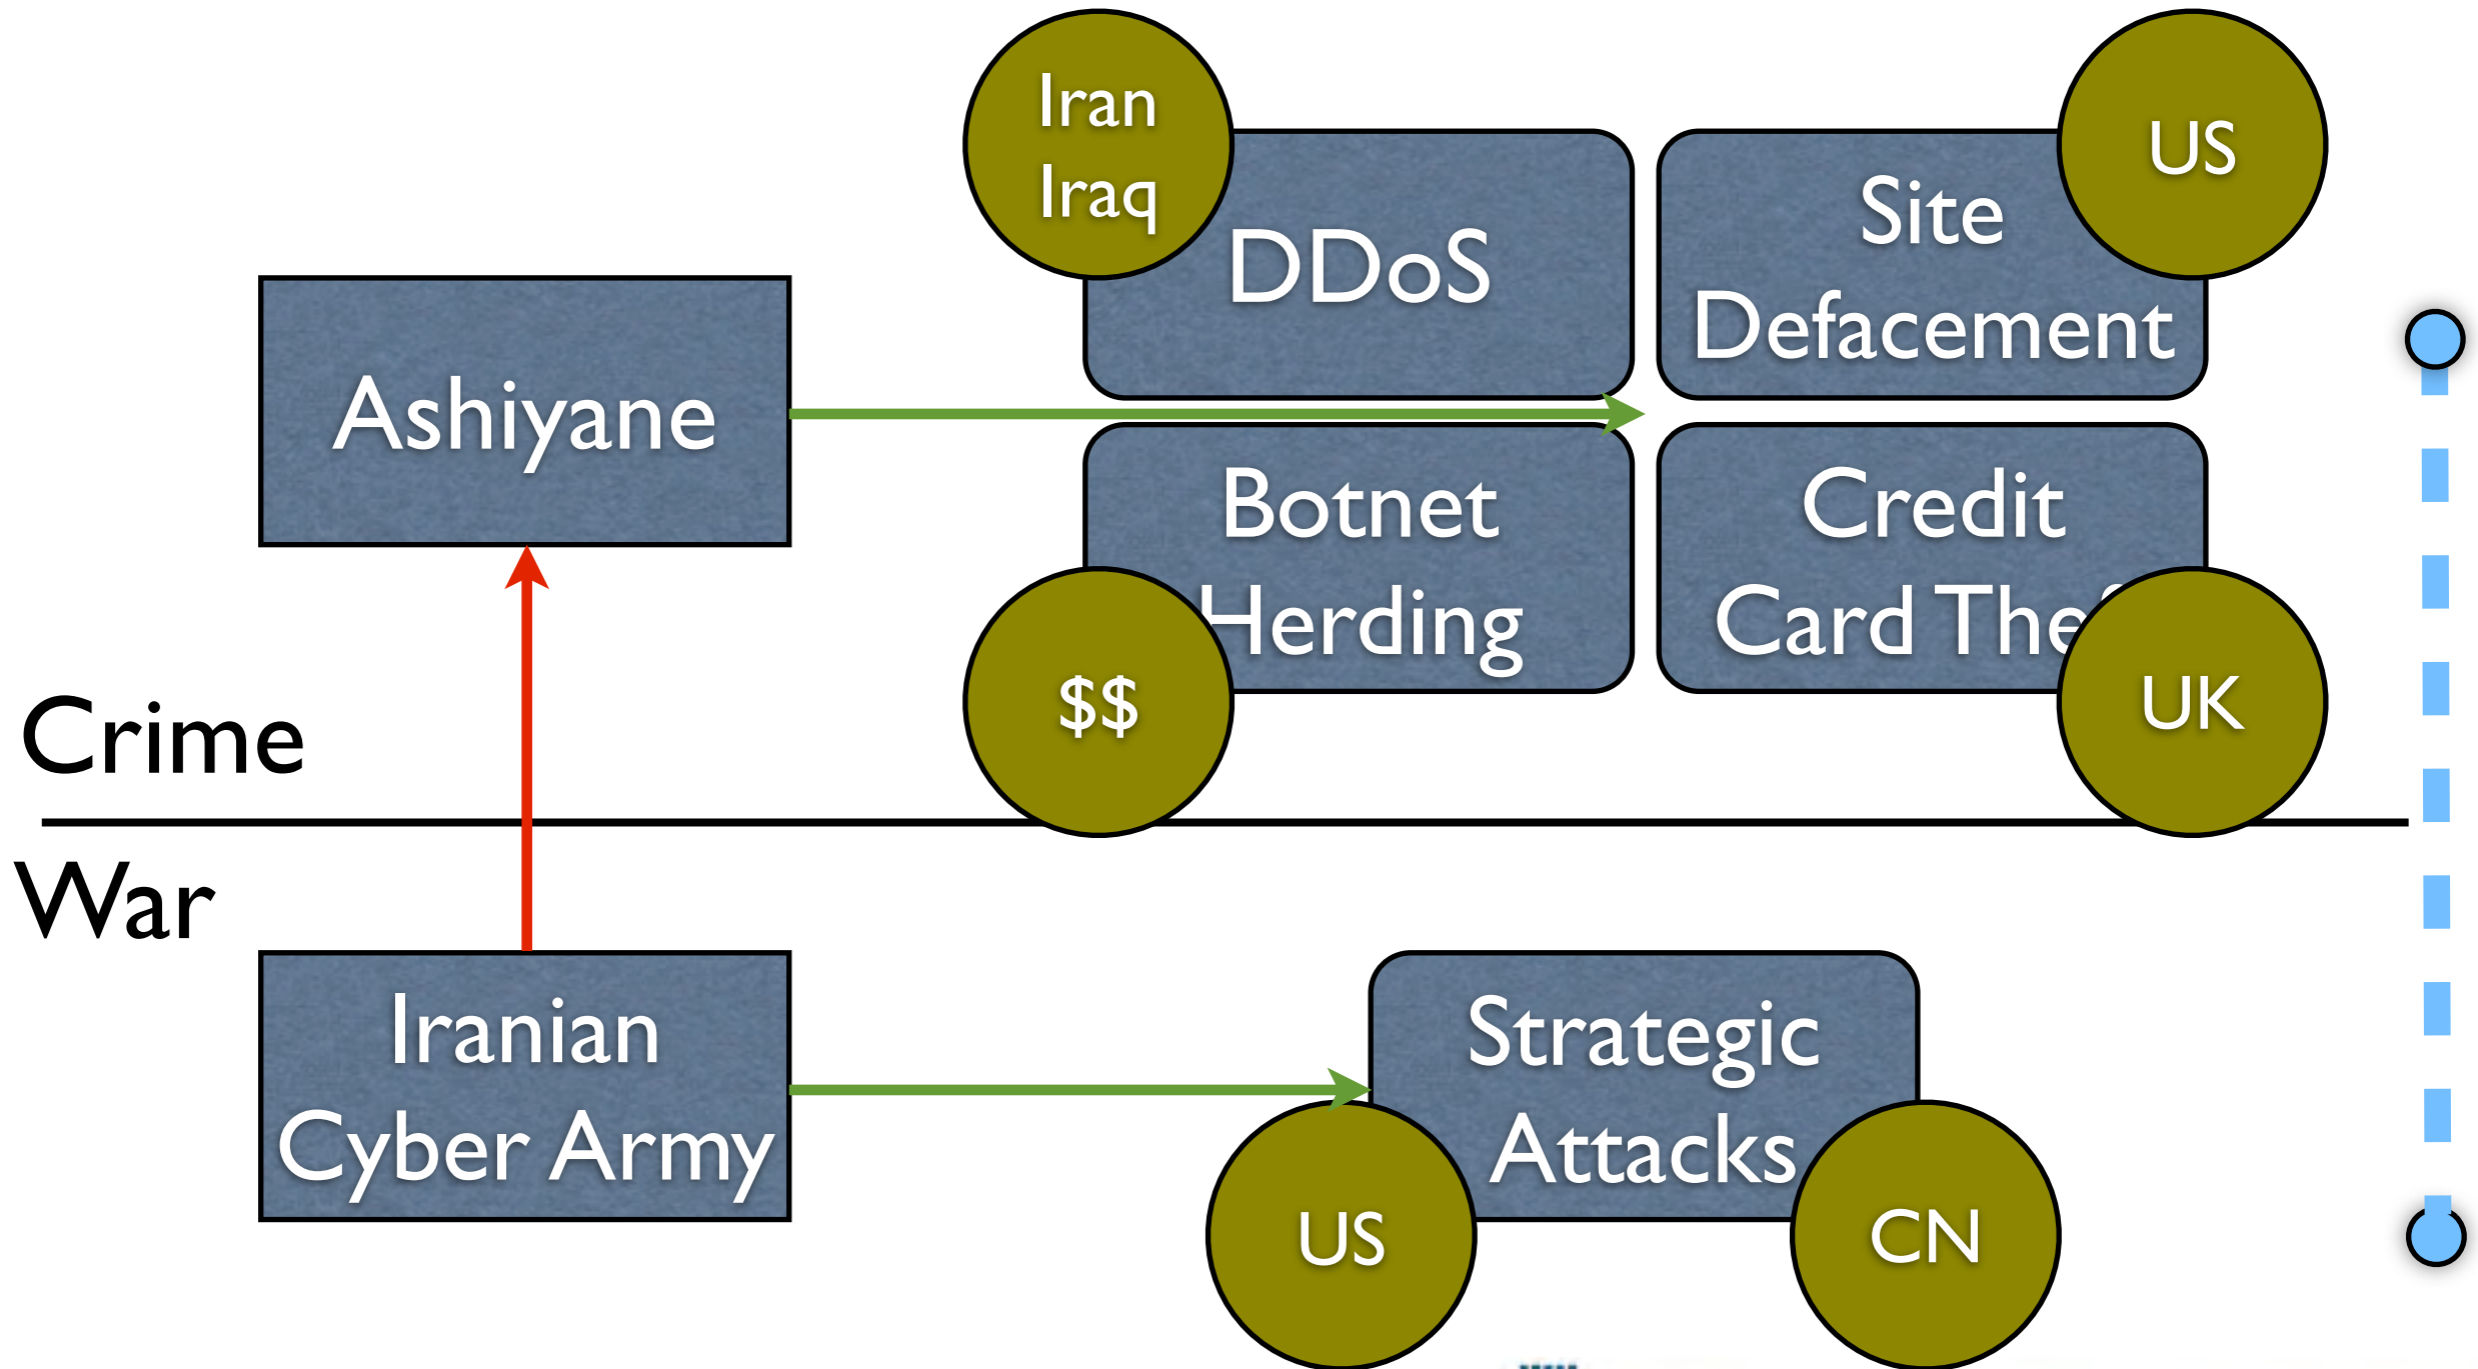 Iran
Iraq
DDoS
Site
Defacement
US
Ashiyane
Botnet
Herding
$$
Credit
Card
UK
Crime
War
Iranian
Cyber Army
Strategic
Attacks
US
CN